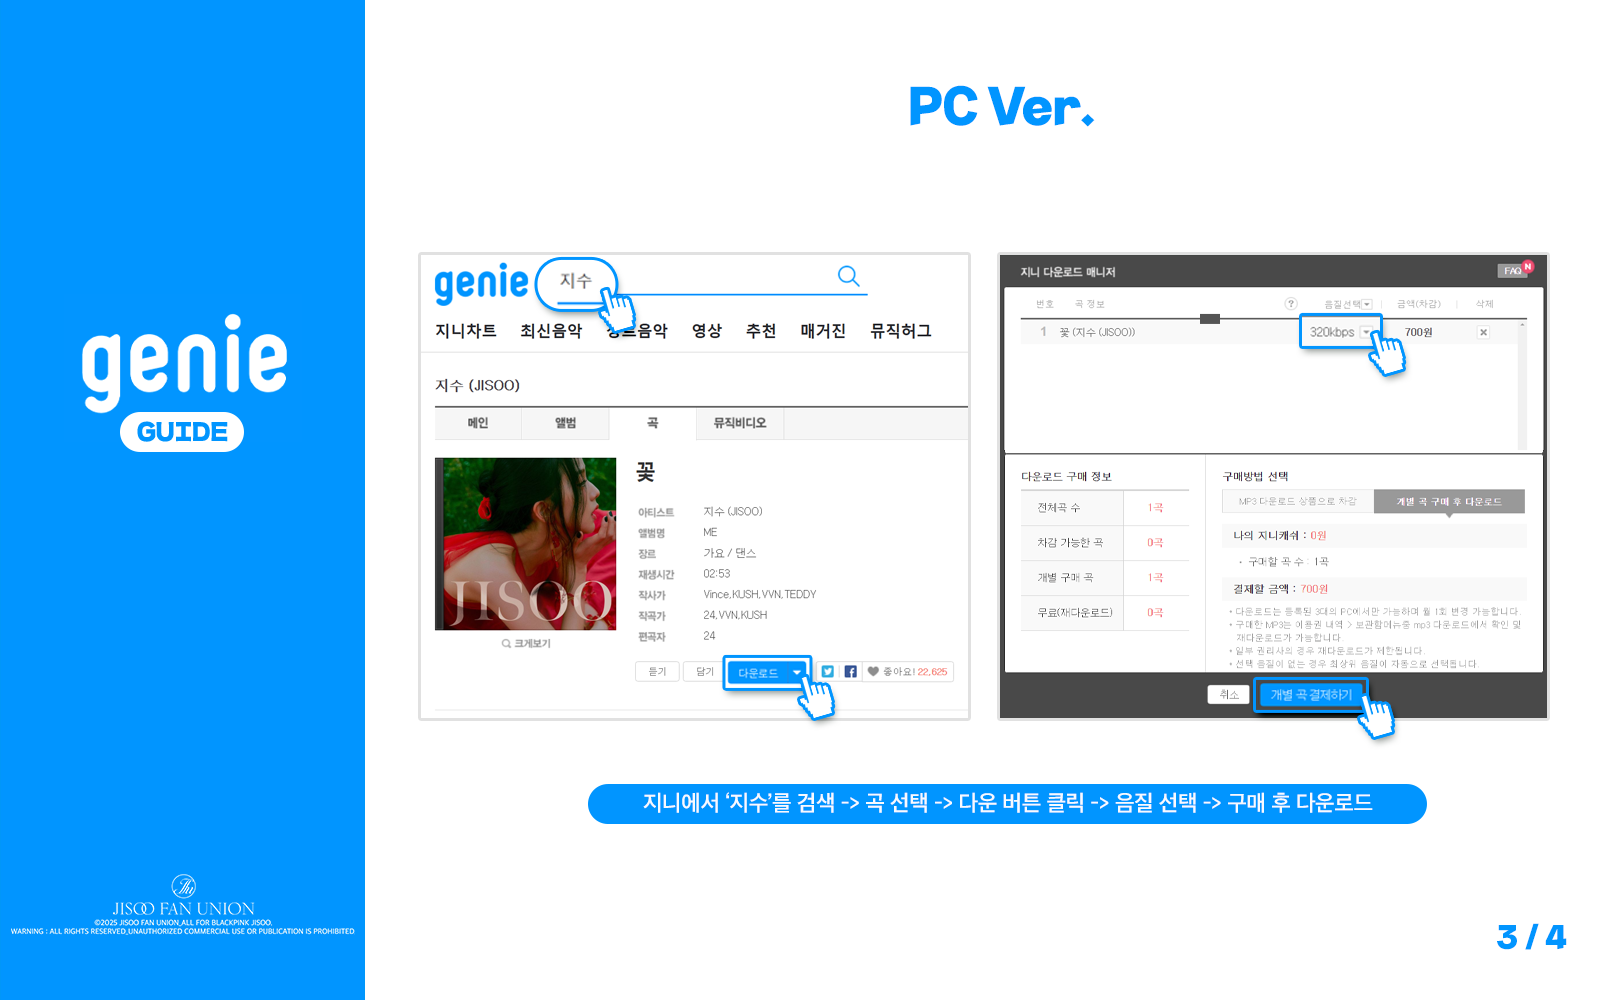 genie
GUIDE
JISOO FAN UNION
©2025 JISOO FAN UNION,ALL FOR BLACKPINK JISOO.
WARNING : ALL RIGHTS RESERVED,UNAUTHORIZED COMMERCIAL USE OR PUBLICATION IS PROHIBITED
PC Ver.
genie 지수
지니차트 최신음악 음악 영상 추천 매거진 뮤직허그
지수 (JISOO)
메인 앨범 곡 뮤직비디오
JISOO
크게보기
꽃
아티스트 지수 (JISOO)
앨범명 ME
장르 가요 / 댄스
재생시간 02:53
작사가 Vince,KUSH,VVN,TEDDY
작곡가 24,VVN,KUSH
편곡자 24
듣기 담기 다운로드 좋아요! 22,625
지니 다운로드 매니저 FAQ N
번호 곡 정보 ? 음질선택 금액(차감) 삭제
1 꽃 (지수 (JISOO)) 320kbps 700원
다운로드 구매 정보
전체곡 수 1곡
차감 가능한 곡 0곡
개별 구매 곡 1곡
무료(재다운로드) 0곡
구매방법 선택
MP3 다운로드 상품으로 차감 개별 곡 구매 후 다운로드
나의 지니캐쉬 : 0원
• 구매할 곡 수 : 1곡
결제할 금액 : 700원
• 다운로드는 등록된 3대의 PC에서만 가능하며 월 1회 변경 가능합니다.
• 구매한 MP3는 이용권 내역 > 보관함메뉴중 mp3 다운로드에서 확인 및
재다운로드가 가능합니다.
• 일부 권리사의 경우 재다운로드가 제한됩니다.
• 선택 음질이 없는 경우 최상위 음질이 자동으로 선택됩니다.
취소 개별 곡 결제하기
지니에서 ‘지수’를 검색 -> 곡 선택 -> 다운 버튼 클릭 -> 음질 선택 -> 구매 후 다운로드
3 / 4